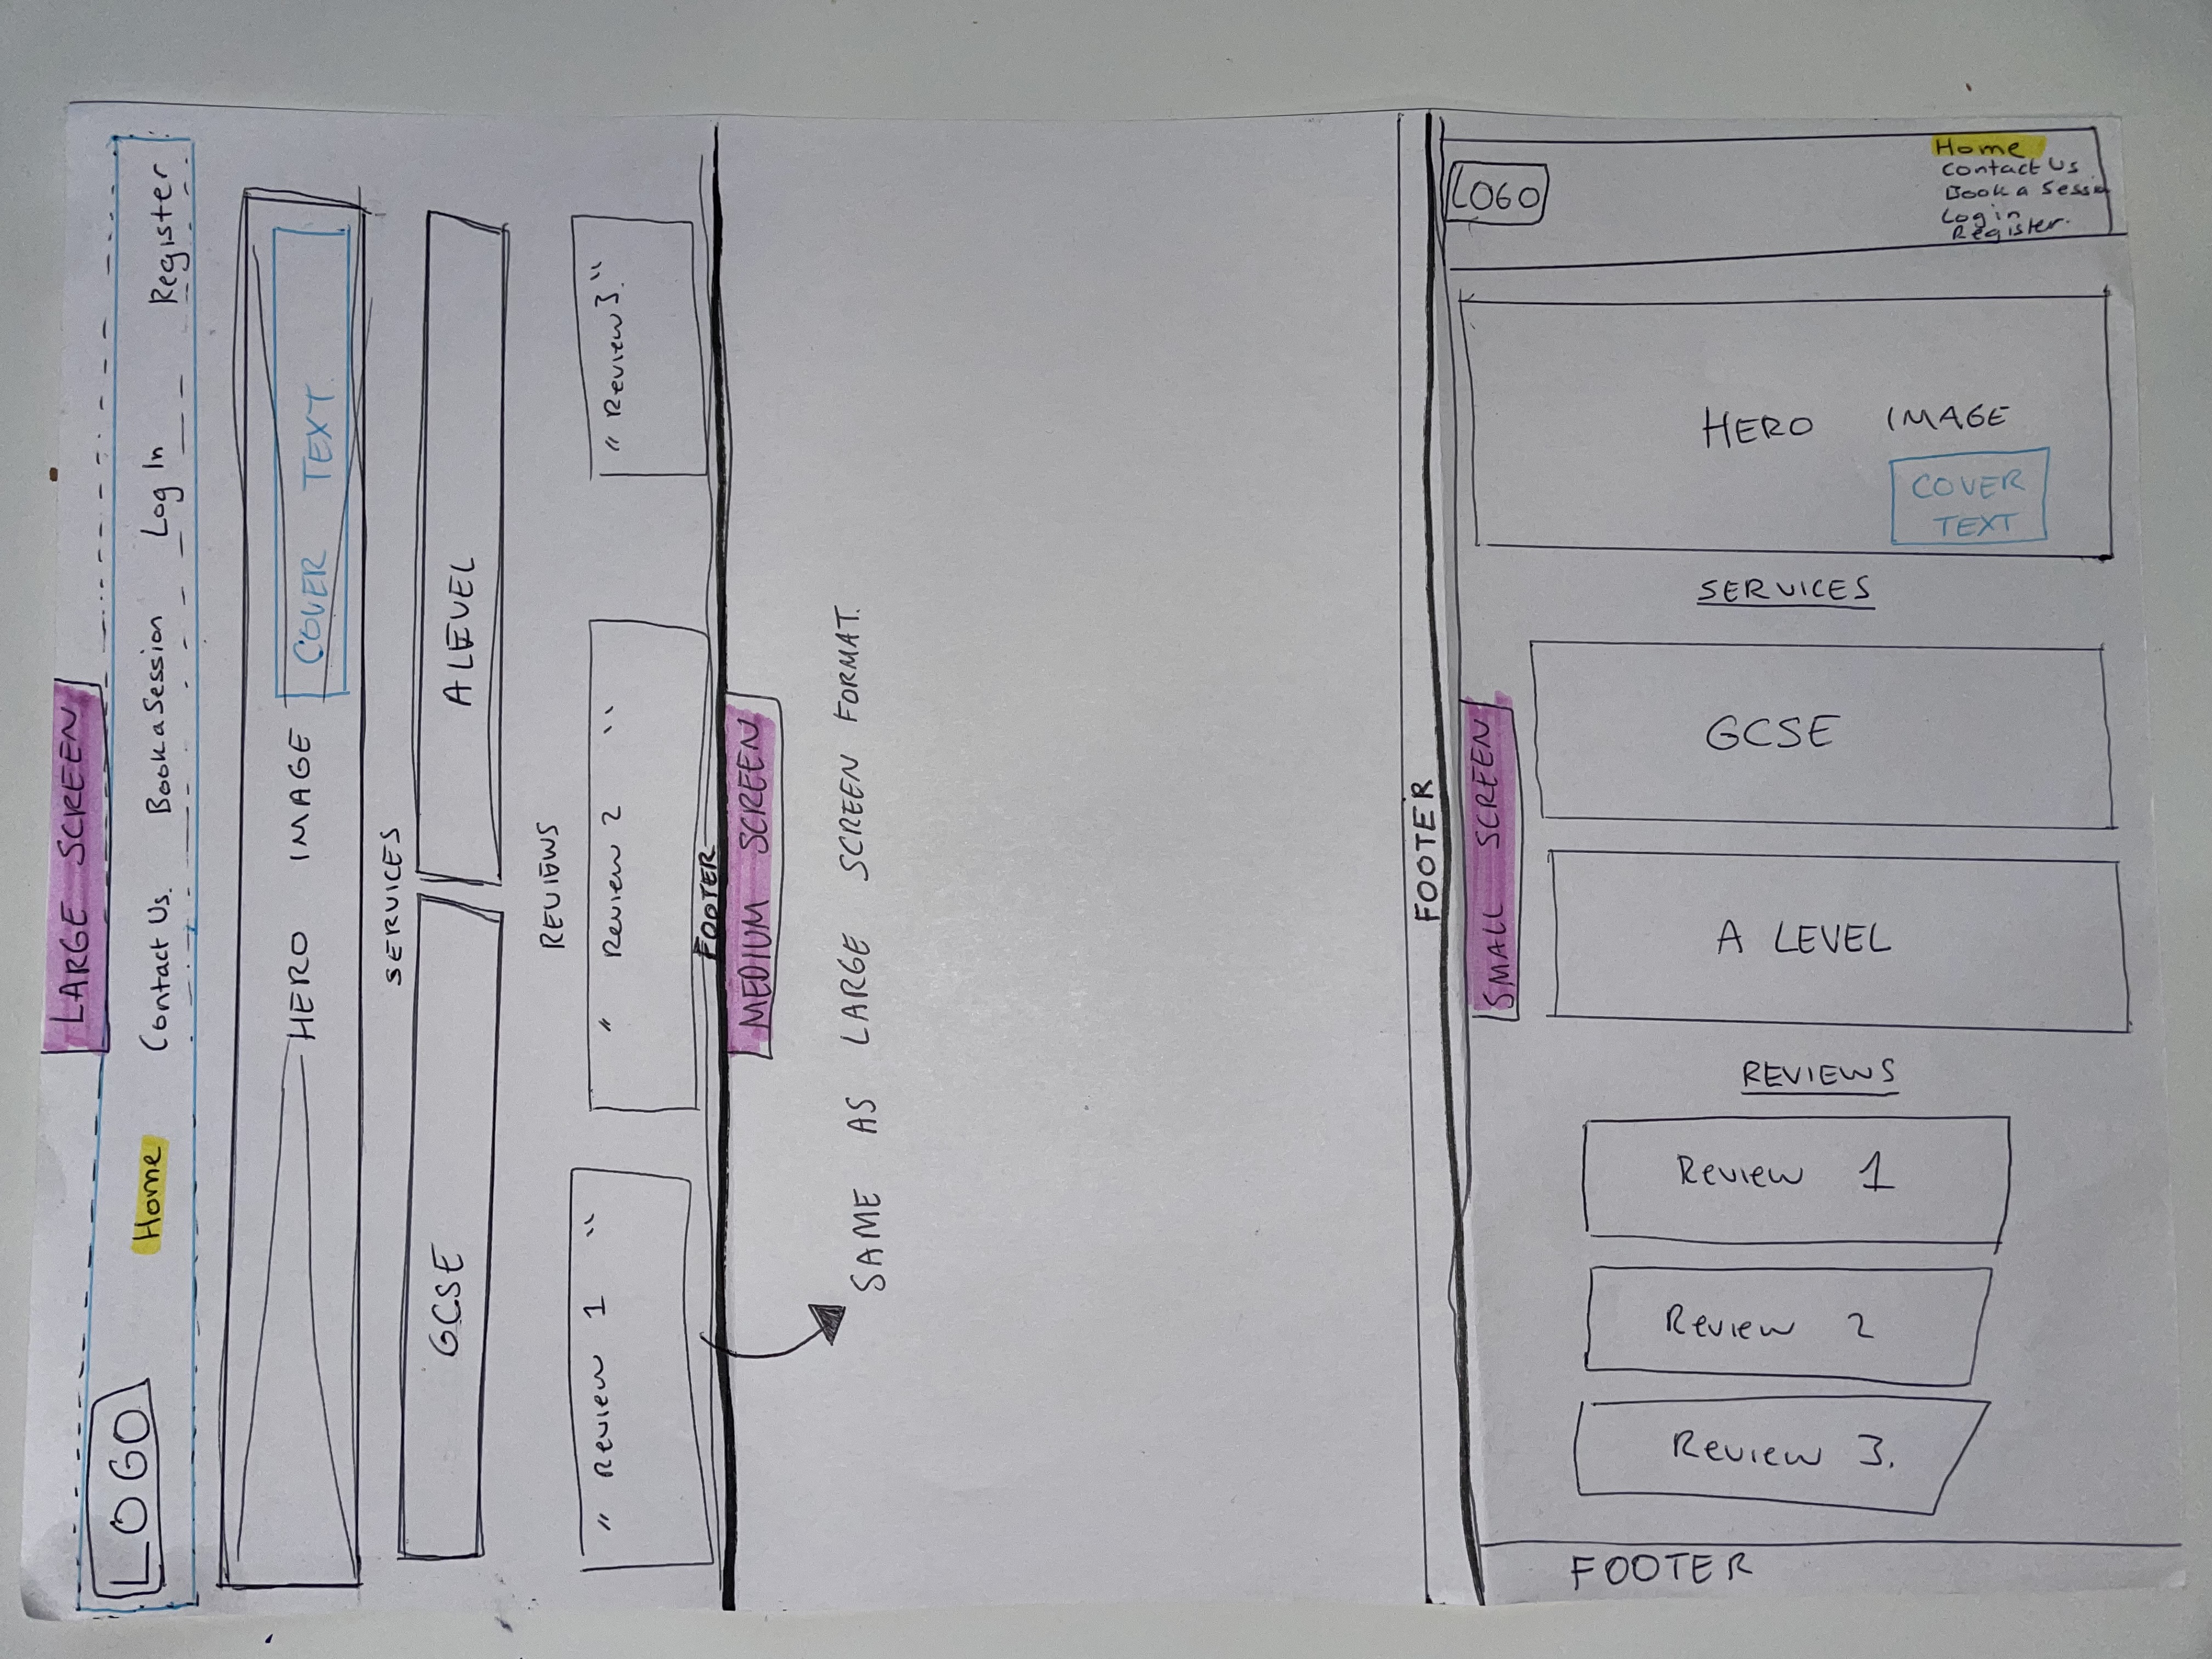 LARGE SCREEN
LOGO
Home Contact Us. Book a Session Log In Register
HERO IMAGE COVER TEXT
SERVICES
GCSE A LEVEL
REVIEWS
" Review 1 " " Review 2 " " Review 3. "
FOOTER
MEDIUM SCREEN
SAME AS LARGE SCREEN FORMAT.
FOOTER
SMALL SCREEN
LOGO
Home
Contact Us
Book a Sessio
Log in
Register.
HERO IMAGE
COVER
TEXT
SERVICES
GCSE
A LEVEL
REVIEWS
Review 1
Review 2
Review 3.
FOOTER